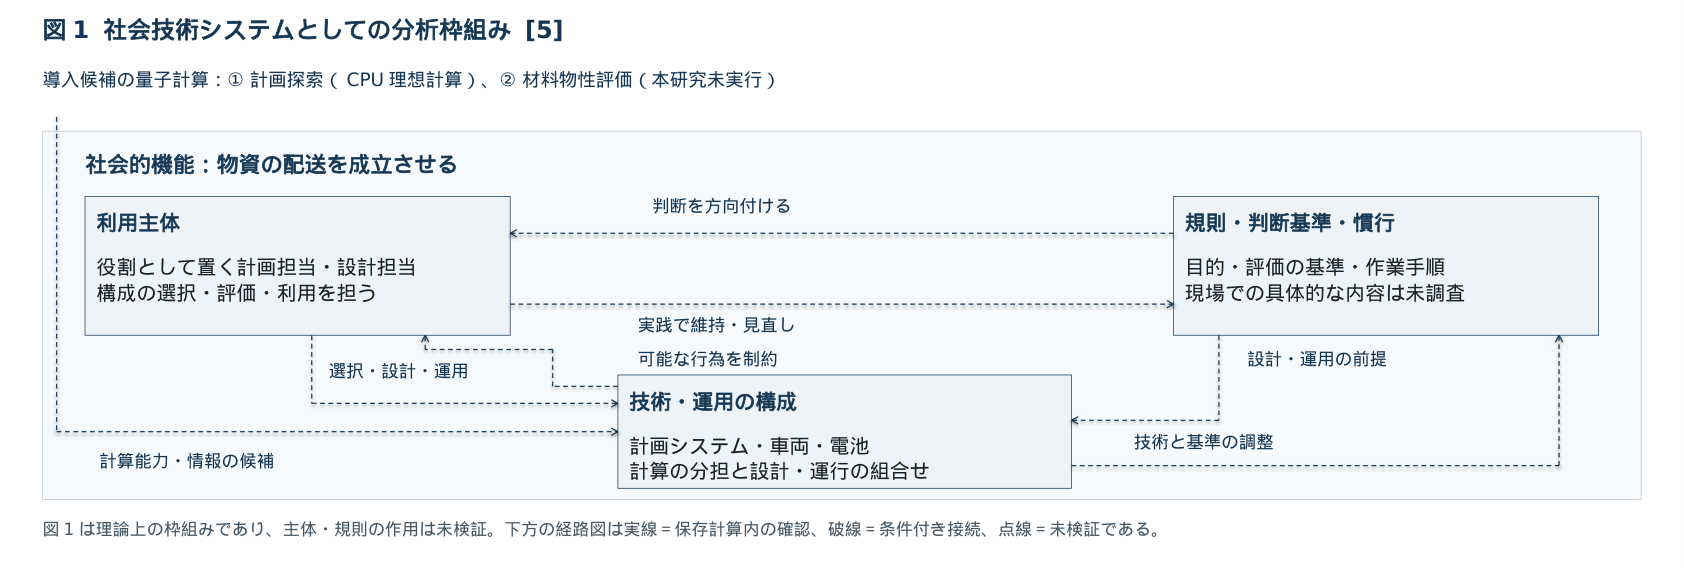 図 1 社会技術システムとしての分析枠組み [5]
導入候補の量子計算：① 計画探索 ( CPU 理想計算 ) 、② 材料物性評価 ( 本研究未実行 )
社会的機能：物資の配送を成立させる
利用主体
役割として置く計画担当・設計担当
構成の選択・評価・利用を担う
判断を方向付ける
規則・判断基準・慣行
目的・評価の基準・作業手順
現場での具体的な内容は未調査
実践で維持・見直し
可能な行為を制約
選択・設計・運用
設計・運用の前提
技術・運用の構成
計画システム・車両・電池
計算の分担と設計・運行の組合せ
技術と基準の調整
計算能力・情報の候補
図 1 は理論上の枠組みであり、主体・規則の作用は未検証。下方の経路図は実線 = 保存計算内の確認、破線 = 条件付き接続、点線 = 未検証である。